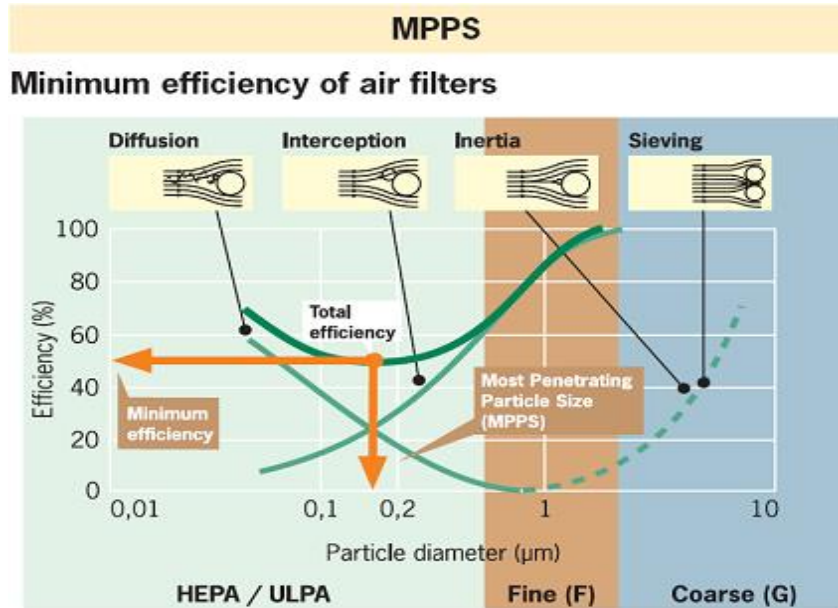 MPPS
Minimum efficiency of air filters
Diffusion
Interception
Inertia
Sieving
100
80
60
40
20
0
Efficiency (%)
Total
efficiency
Minimum
efficiency
Most Penetrating
Particle Size
(MPPS)
0,01
0,1
0,2
1
10
Particle diameter (µm)
HEPA / ULPA
Fine (F)
Coarse (G)